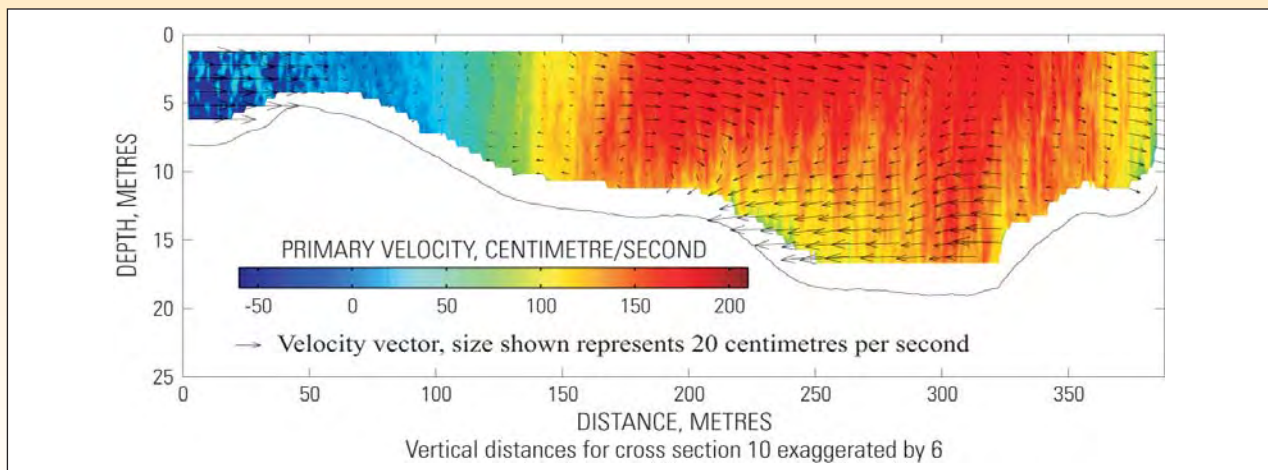 0
5
10
15
20
25
DEPTH, METRES
PRIMARY VELOCITY, CENTIMETRE/SECOND
-50 0 50 100 150 200
Velocity vector, size shown represents 20 centimetres per second
0 50 100 150 200 250 300 350
DISTANCE, METRES
Vertical distances for cross section 10 exaggerated by 6